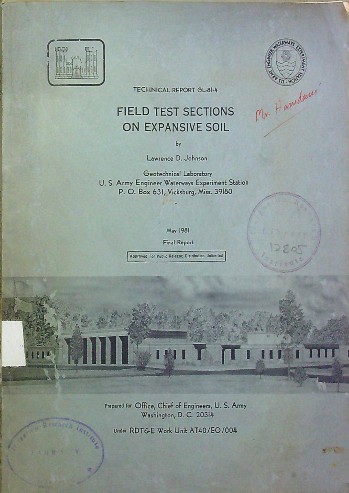 TECHNICAL REPORT GL-81-4
FIELD TEST SECTIONS
ON EXPANSIVE SOIL
by
Lawrence D. Johnson
Geotechnical Laboratory
U. S. Army Engineer Waterways Experiment Station
P. O. Box 631, Vicksburg, Miss. 39180
May 1981
Final Report
Approved For Public Release; Distribution Unlimited
Prepared for Office, Chief of Engineers, U. S. Army
Washington, D. C. 20314
Under RDT&E Work Unit AT40/EO/004